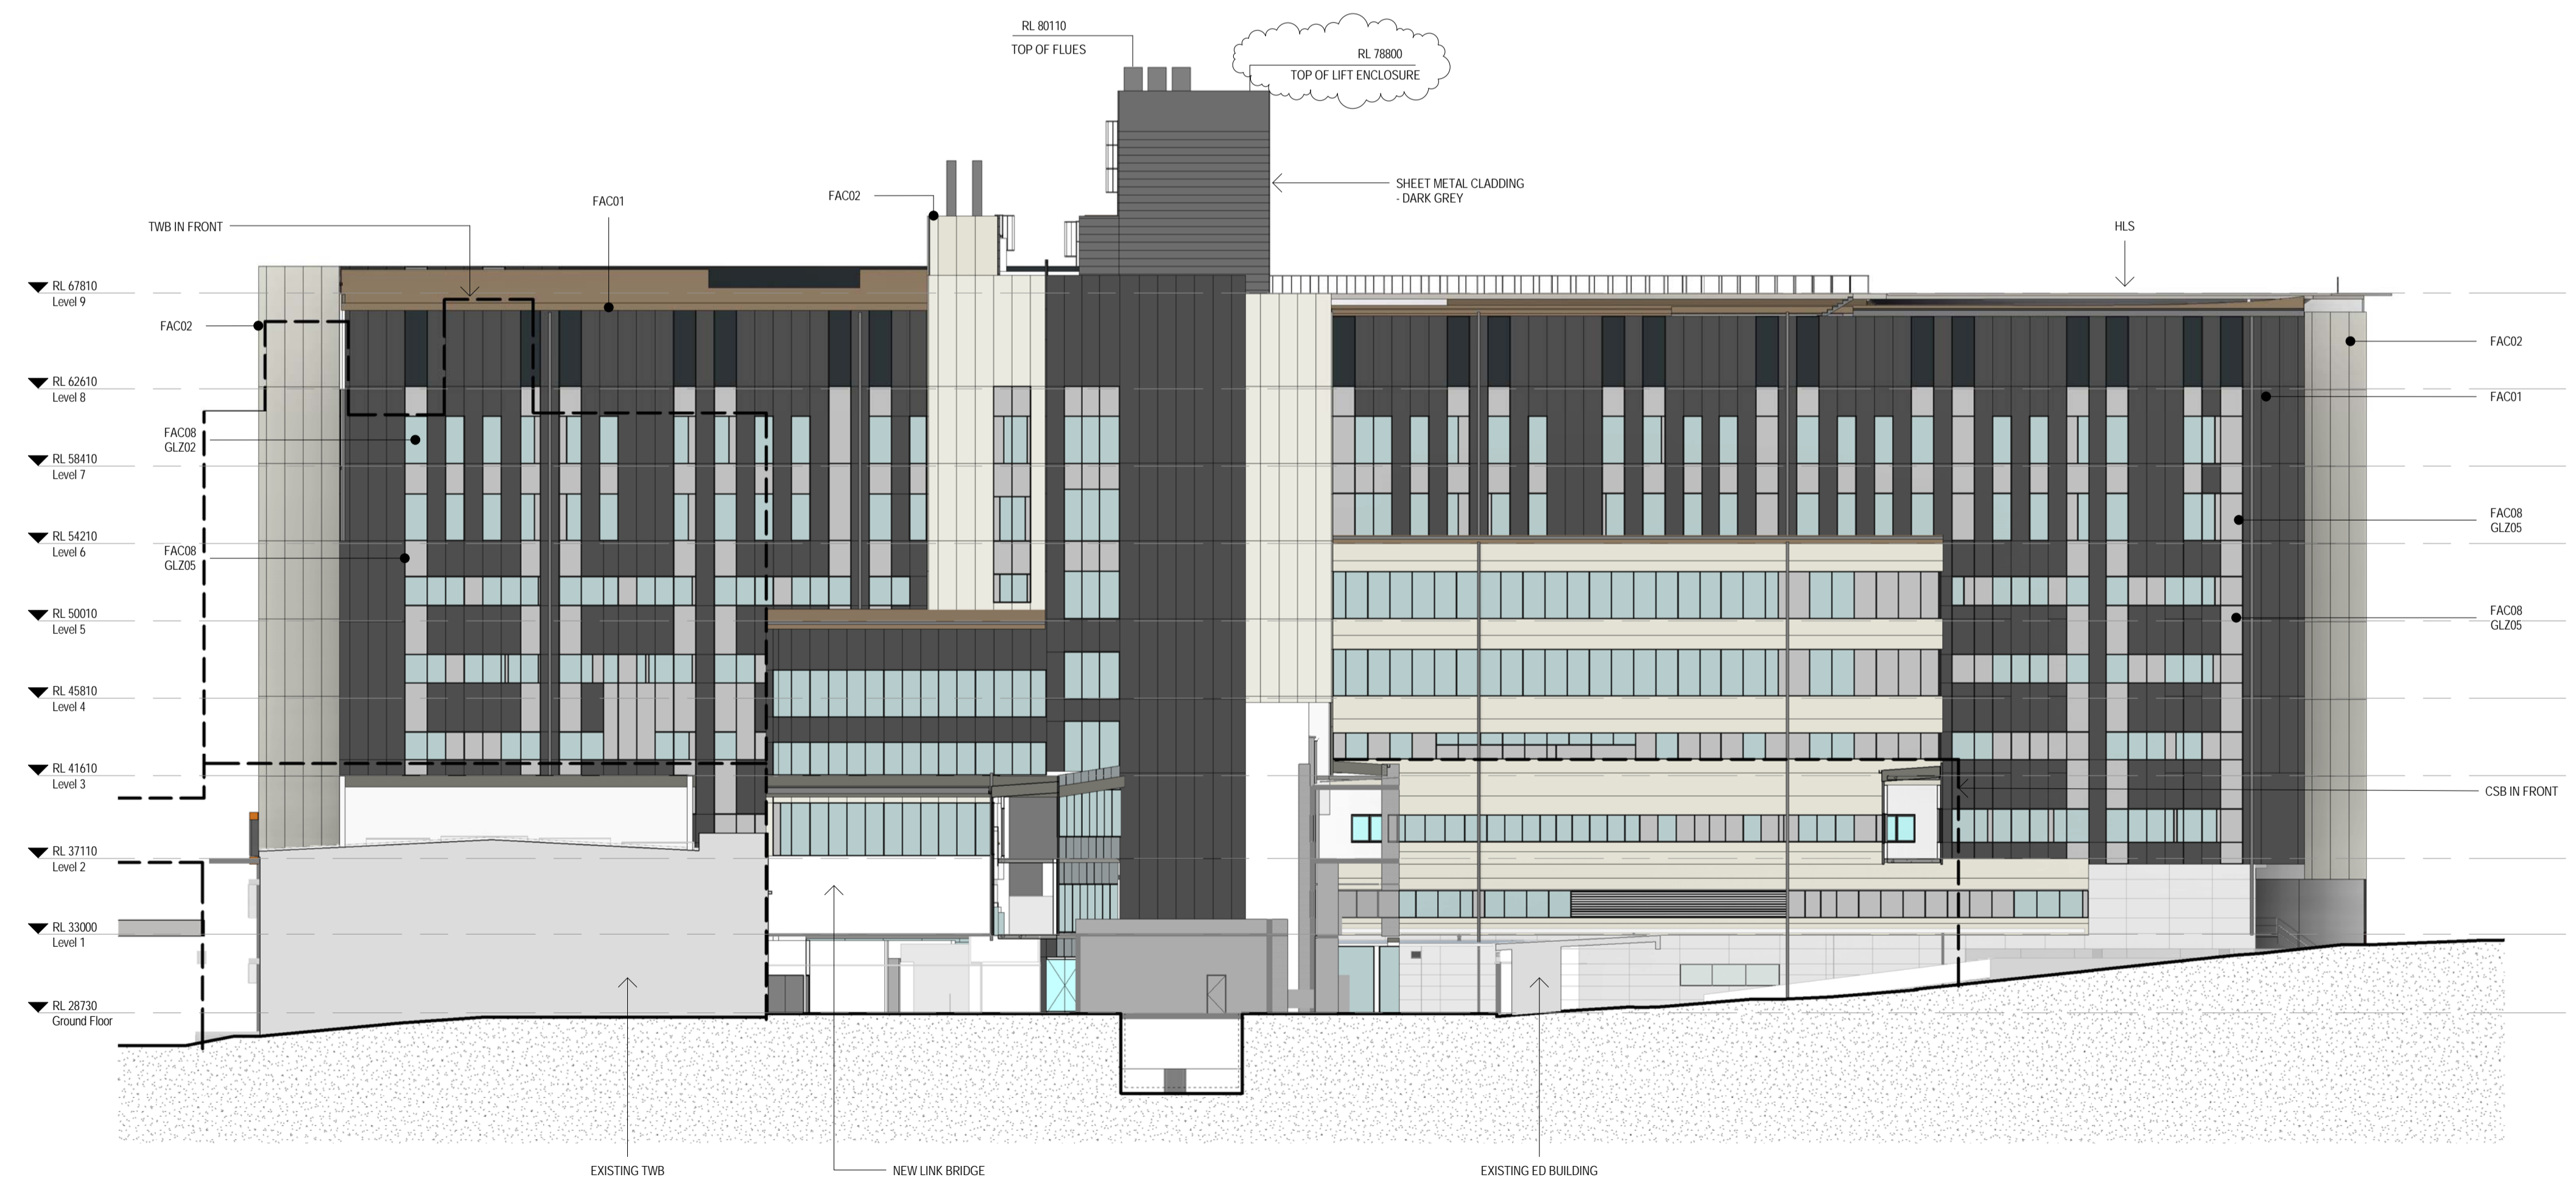 RL 80110
TOP OF FLUES
RL 78800
TOP OF LIFT ENCLOSURE
SHEET METAL CLADDING
- DARK GREY
FAC02
FAC01
TWB IN FRONT
HLS
RL 67810
Level 9
FAC02
FAC02
RL 62610
Level 8
FAC01
FAC08
GLZ02
RL 58410
Level 7
FAC08
GLZ05
RL 54210
Level 6
FAC08
GLZ05
RL 50010
Level 5
FAC08
GLZ05
RL 45810
Level 4
RL 41610
Level 3
CSB IN FRONT
RL 37110
Level 2
RL 33000
Level 1
RL 28730
Ground Floor
EXISTING TWB
NEW LINK BRIDGE
EXISTING ED BUILDING